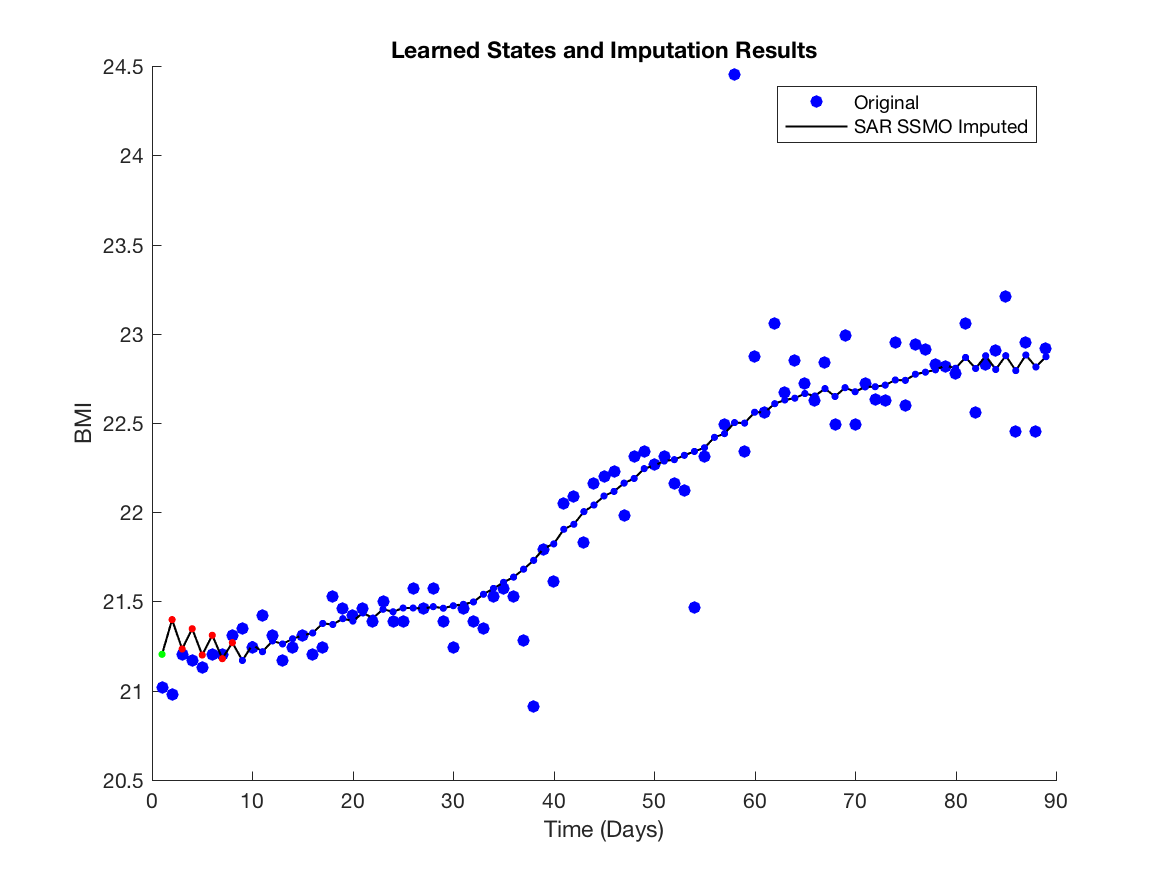 Learned States and Imputation Results
24.5
24
23.5
23
22.5
22
21.5
21
20.5
BMI
Original
SAR SSMO Imputed
0 10 20 30 40 50 60 70 80 90
Time (Days)